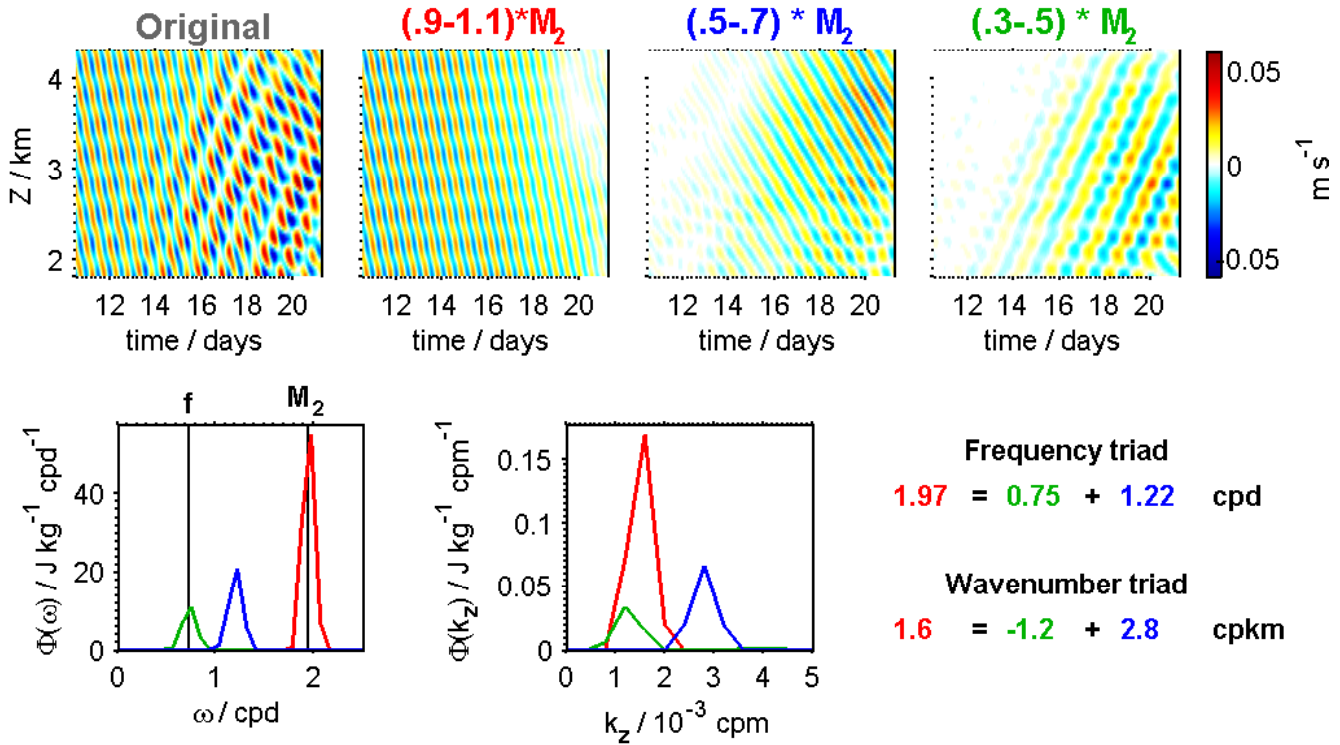 Original (.9-1.1)*M2 (.5-.7) * M2 (.3-.5) * M2
4
3
2
Z / km
12 14 16 18 20
time / days
12 14 16 18 20
time / days
12 14 16 18 20
time / days
12 14 16 18 20
time / days
0.05
0
0.05
m s-1
f M2
40
20
0
Φ(ω) / J kg-1 cpd-1
0 1 2
ω / cpd
0.15
0.1
0.05
0
Φ(kz) / J kg-1 cpm-1
0 1 2 3 4 5
kz / 10-3 cpm
Frequency triad
1.97 = 0.75 + 1.22 cpd
Wavenumber triad
1.6 = -1.2 + 2.8 cpkm